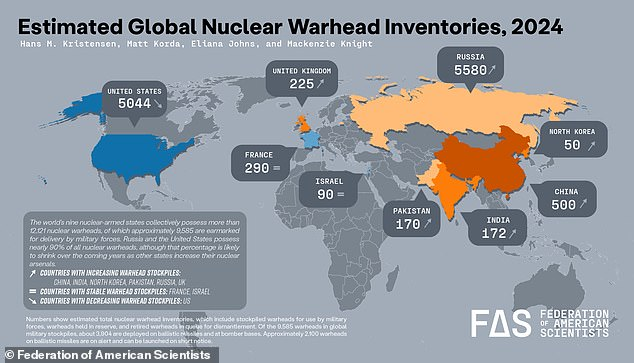 Estimated Global Nuclear Warhead Inventories, 2024
Hans M. Kristensen, Matt Korda, Eliana Johns, and Mackenzie Knight
RUSSIA
5580 ↗
UNITED KINGDOM
225 ↗
UNITED STATES
5044 ↘
NORTH KOREA
50 ↗
FRANCE
290 =
ISRAEL
90 =
CHINA
500 ↗
PAKISTAN
170 ↗
INDIA
172 ↗
The world's nine nuclear-armed states collectively possess more than
12,121 nuclear warheads, of which approximately 9,585 are earmarked
for delivery by military forces. Russia and the United States possess
nearly 90% of all nuclear warheads, although that percentage is likely
to shrink over the coming years as other states increase their nuclear
arsenals.
↗ COUNTRIES WITH INCREASING WARHEAD STOCKPILES:
CHINA, INDIA, NORTH KOREA, PAKISTAN, RUSSIA, UK
= COUNTRIES WITH STABLE WARHEAD STOCKPILES: FRANCE, ISRAEL
↘ COUNTRIES WITH DECREASING WARHEAD STOCKPILES: US
Numbers show estimated total nuclear warhead inventories, which include stockpiled warheads for use by military
forces, warheads held in reserve, and retired warheads in queue for dismantlement. Of the 9,585 warheads in global
military stockpiles, about 3,904 are deployed on ballistic missiles and at bomber bases. Approximately 2,100 warheads
on ballistic missiles are on alert and can be launched on short notice.
FAS
FEDERATION
OF AMERICAN
SCIENTISTS
© Federation of American Scientists